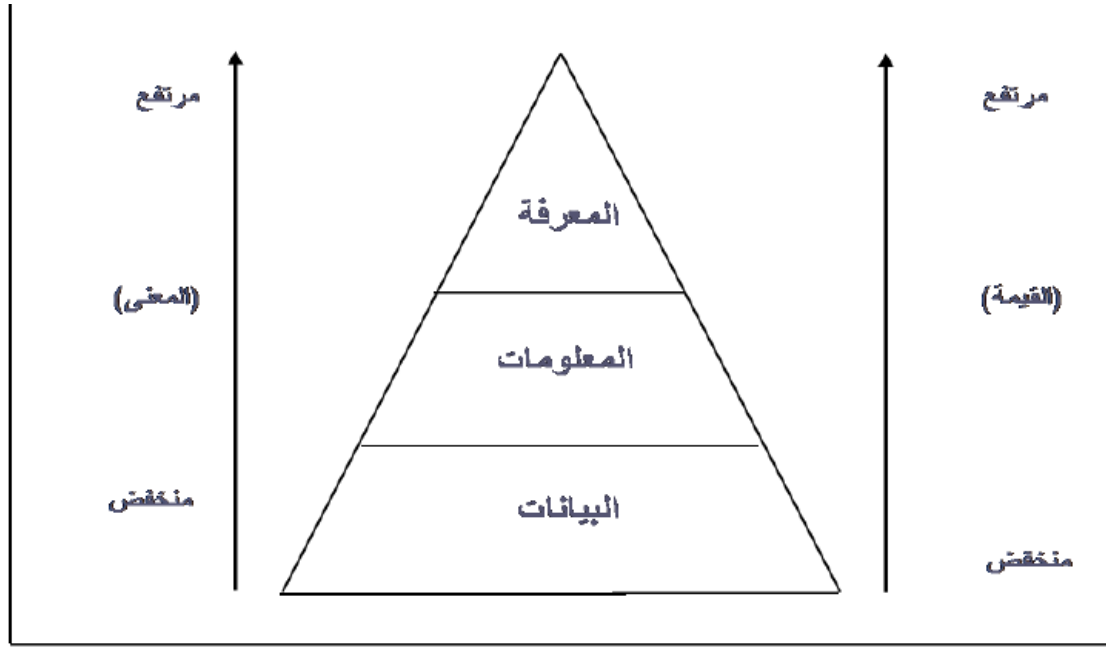 مرتفع
مرتفع
المعرفة
(القيمة)
(المعنى)
المعلومات
منخفض
البيانات
منخفض